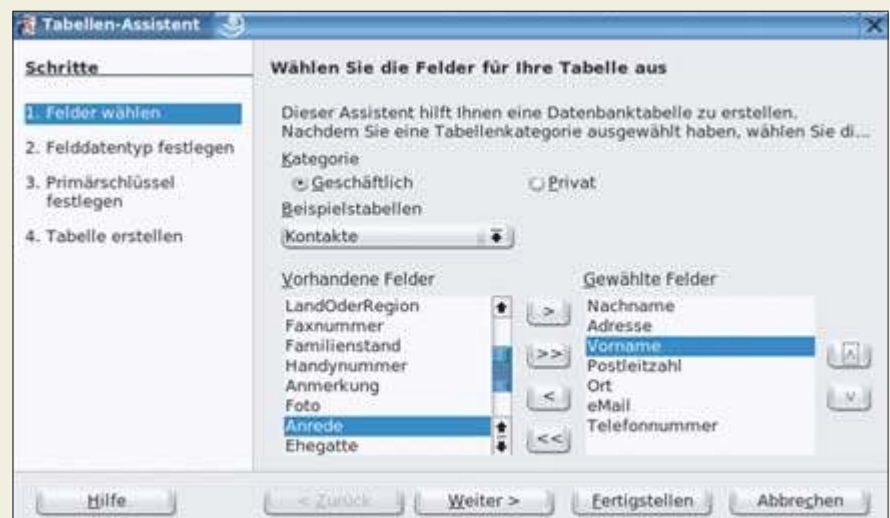 Tabellen-Assistent
Schritte
1. Felder wählen
2. Felddatentyp festlegen
3. Primärschlüssel
festlegen
4. Tabelle erstellen
Wählen Sie die Felder für Ihre Tabelle aus
Dieser Assistent hilft Ihnen eine Datenbanktabelle zu erstellen.
Nachdem Sie eine Tabellenkategorie ausgewählt haben, wählen Sie di...
Kategorie
Geschäftlich
Privat
Beispielstabellen
Kontakte
Vorhandene Felder
LandOderRegion
Faxnummer
Familienstand
Handynummer
Anmerkung
Foto
Anrede
Ehegatte
>
>>
<
<<
Gewählte Felder
Nachname
Adresse
Vorname
Postleitzahl
Ort
eMail
Telefonnummer
^
v
Hilfe
< Zurück
Weiter >
Fertigstellen
Abbrechen